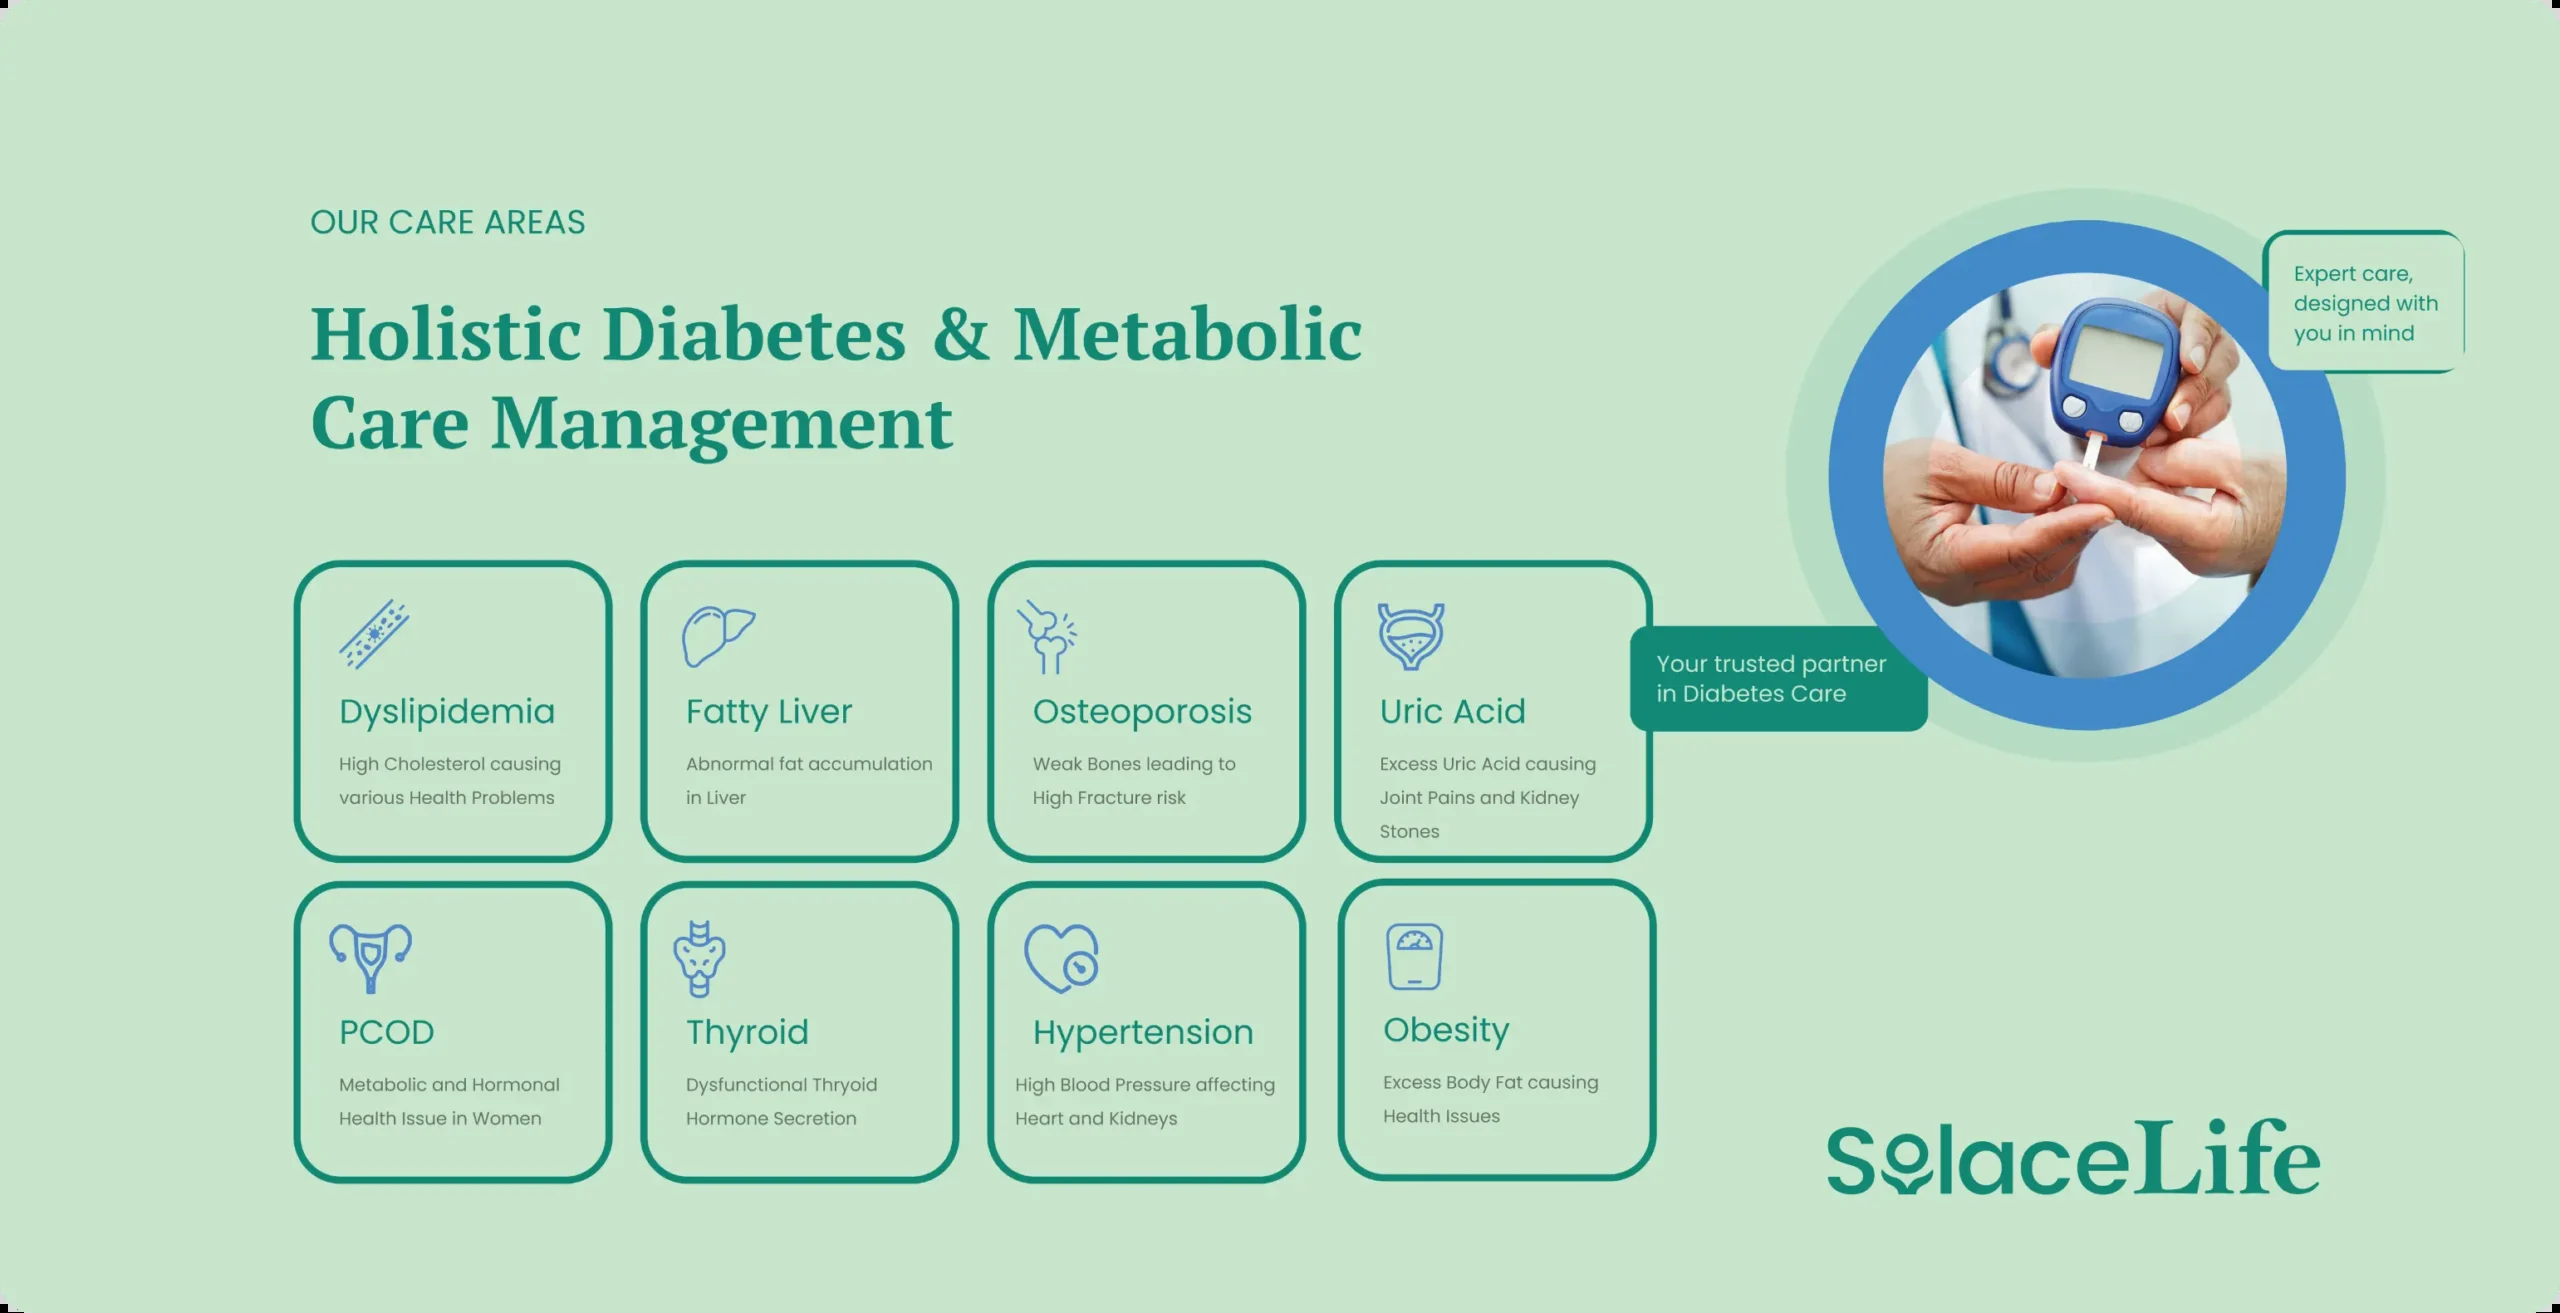 OUR CARE AREAS
Holistic Diabetes & Metabolic
Care Management
Expert care,
designed with
you in mind
Your trusted partner
in Diabetes Care
Dyslipidemia
High Cholesterol causing
various Health Problems
Fatty Liver
Abnormal fat accumulation
in Liver
Osteoporosis
Weak Bones leading to
High Fracture risk
Uric Acid
Excess Uric Acid causing
Joint Pains and Kidney
Stones
PCOD
Metabolic and Hormonal
Health Issue in Women
Thyroid
Dysfunctional Thryoid
Hormone Secretion
Hypertension
High Blood Pressure affecting
Heart and Kidneys
Obesity
Excess Body Fat causing
Health Issues
SolaceLife